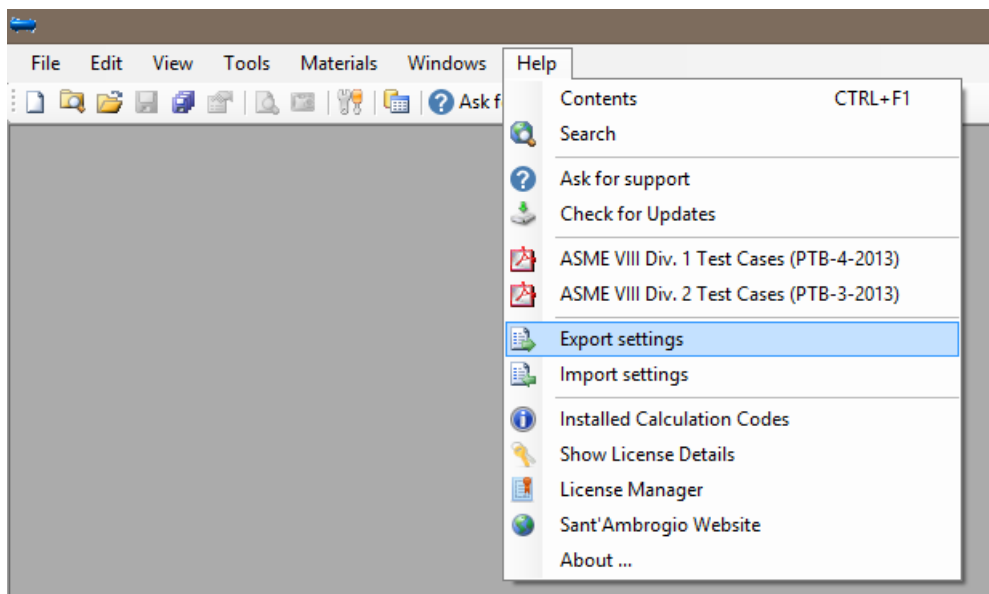 File Edit View Tools Materials Windows Help
Ask f
Contents CTRL+F1
Search
Ask for support
Check for Updates
ASME VIII Div. 1 Test Cases (PTB-4-2013)
ASME VIII Div. 2 Test Cases (PTB-3-2013)
Export settings
Import settings
Installed Calculation Codes
Show License Details
License Manager
Sant'Ambrogio Website
About ...